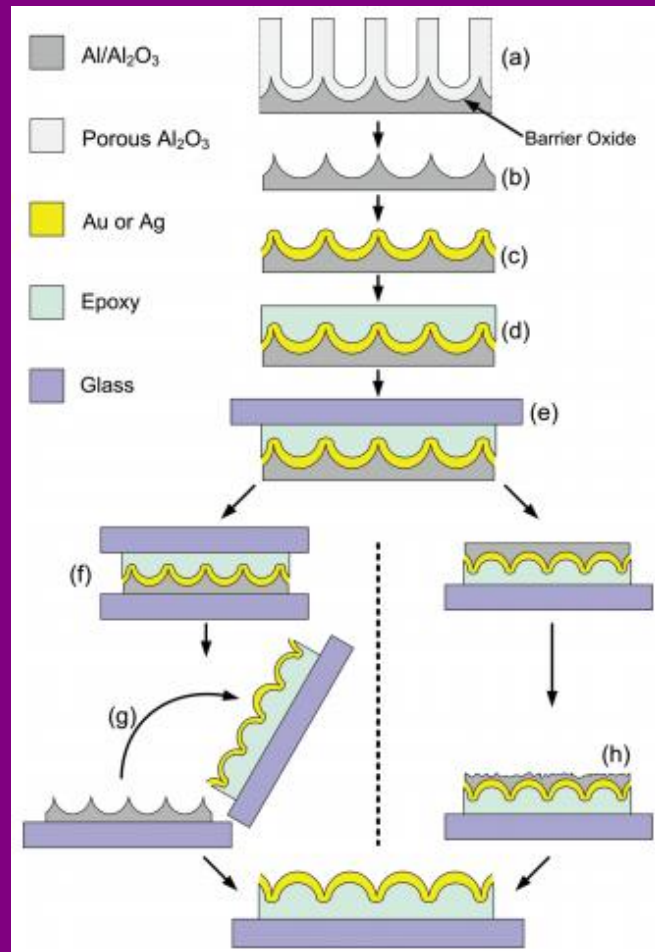 Al/Al₂O₃
(a)
Porous Al₂O₃
Barrier Oxide
(b)
Au or Ag
(c)
Epoxy
(d)
Glass
(e)
(f)
(g)
(h)